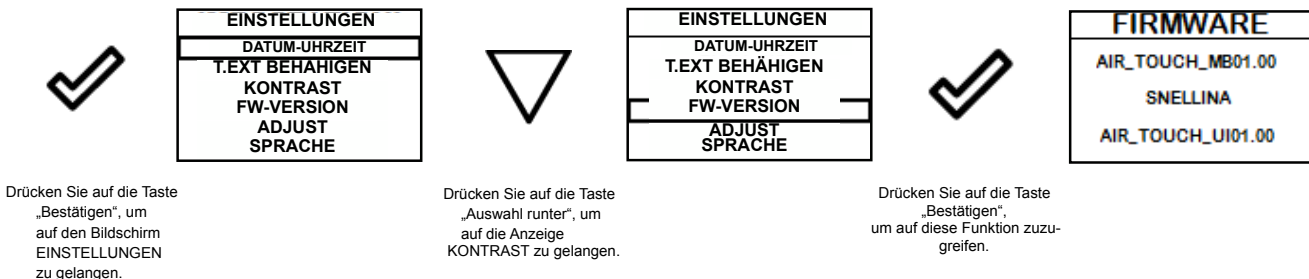 EINSTELLUNGEN
DATUM-UHRZEIT
T.EXT BEHAHIGEN
KONTRAST
FW-VERSION
ADJUST
SPRACHE
EINSTELLUNGEN
DATUM-UHRZEIT
T.EXT BEHÄHIGEN
KONTRAST
FW-VERSION
ADJUST
SPRACHE
FIRMWARE
AIR_TOUCH_MB01.00
SNELLINA
AIR_TOUCH_UI01.00
Drücken Sie auf die Taste
„Bestätigen“, um
auf den Bildschirm
EINSTELLUNGEN
zu gelangen.
Drücken Sie auf die Taste
„Auswahl runter“, um
auf die Anzeige
KONTRAST zu gelangen.
Drücken Sie auf die Taste
„Bestätigen“,
um auf diese Funktion zuzu-
greifen.